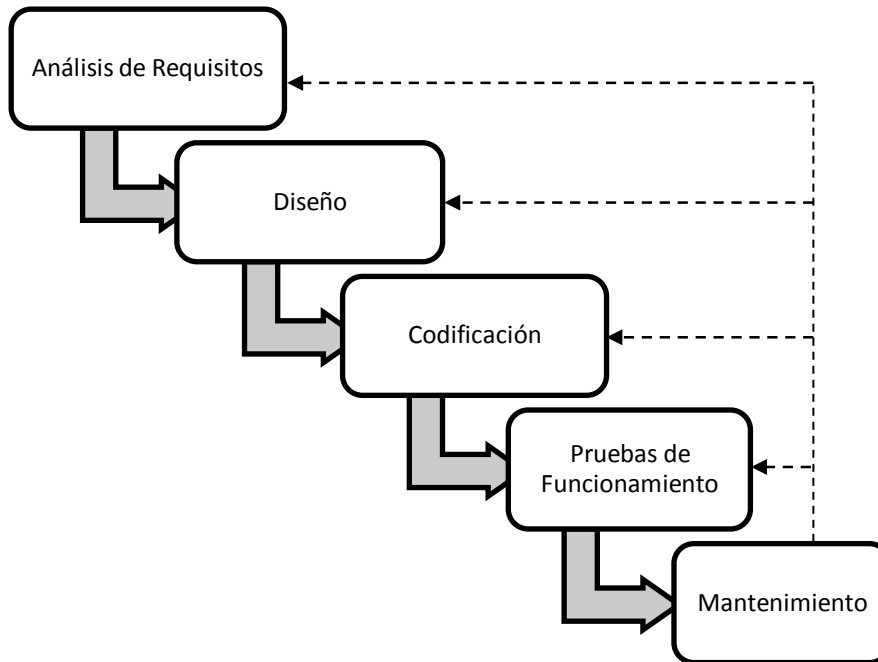 Análisis de Requisitos
Diseño
Codificación
Pruebas de
Funcionamiento
Mantenimiento